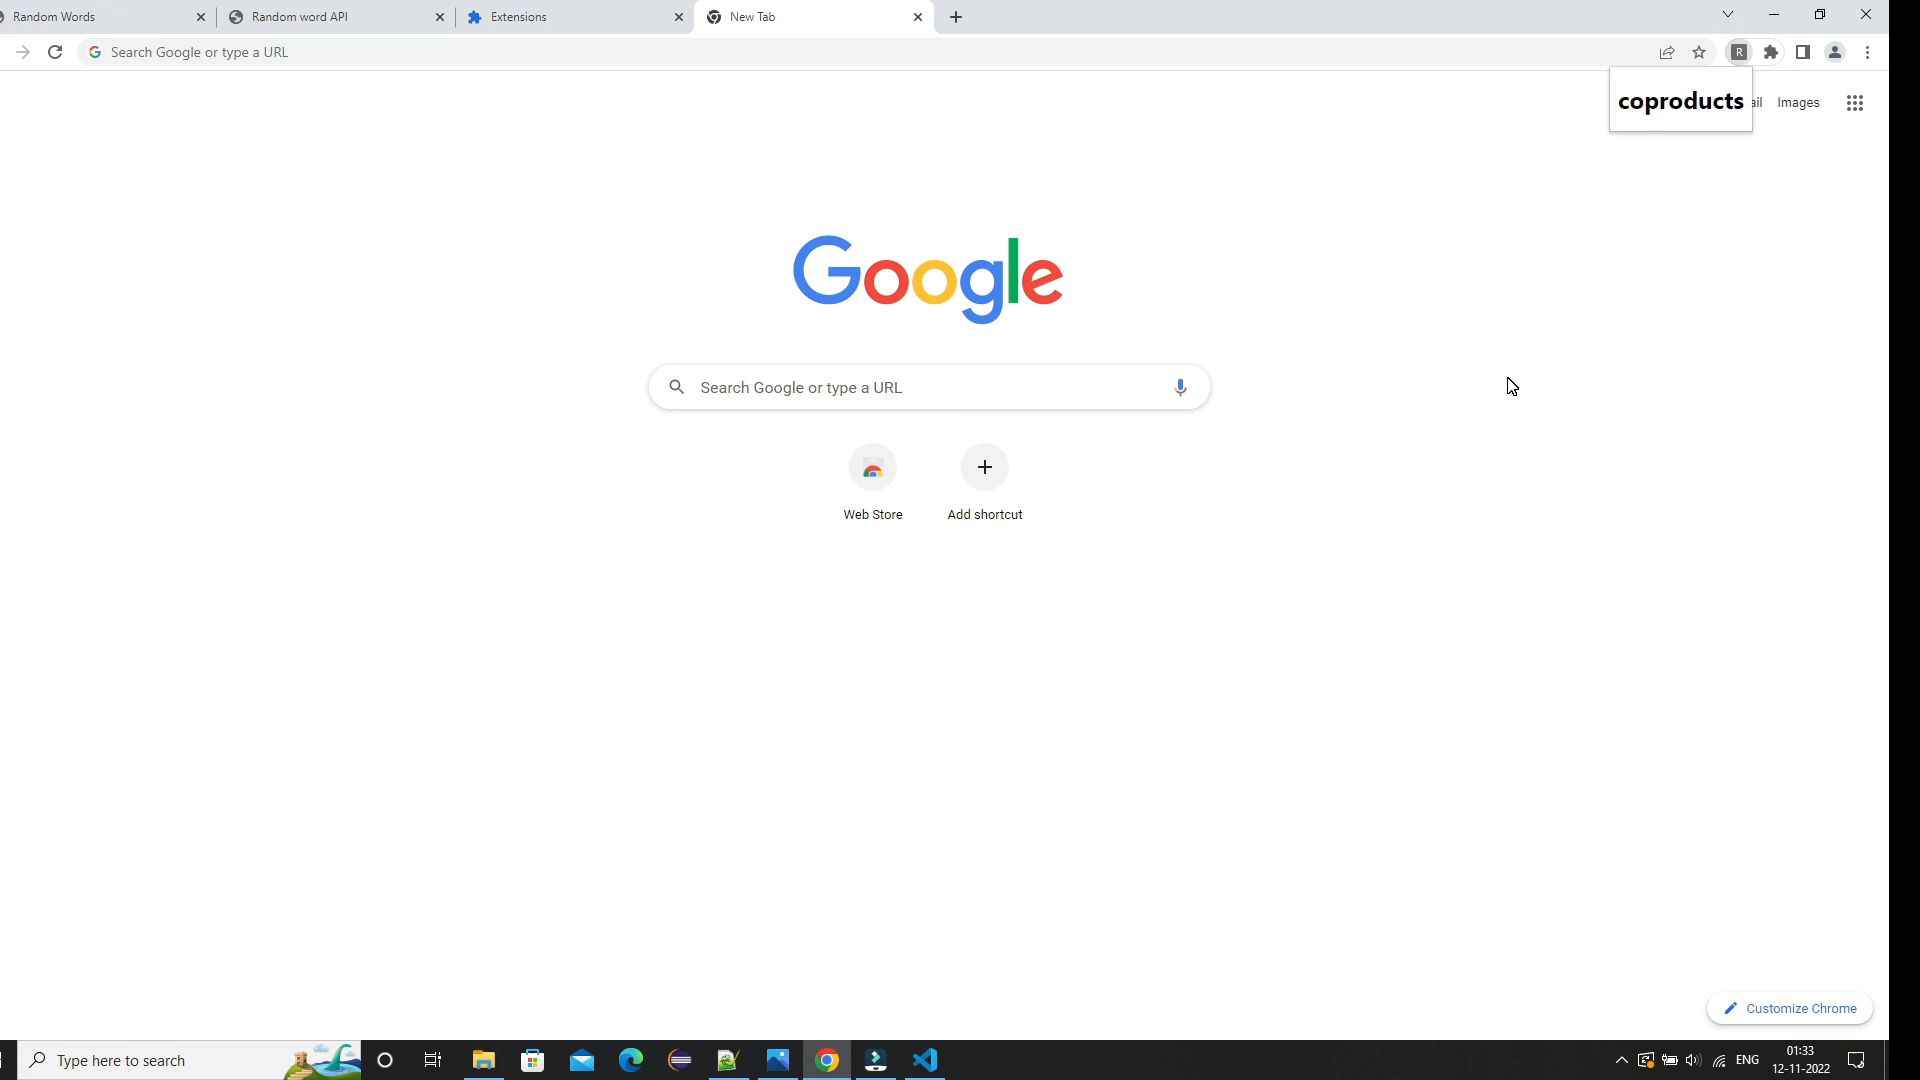 Random Words
Random word API
Extensions
New Tab
Search Google or type a URL
R
coproducts
ail
Images
Google
Search Google or type a URL
Web Store
Add shortcut
Customize Chrome
Type here to search
ENG
01:33
12-11-2022